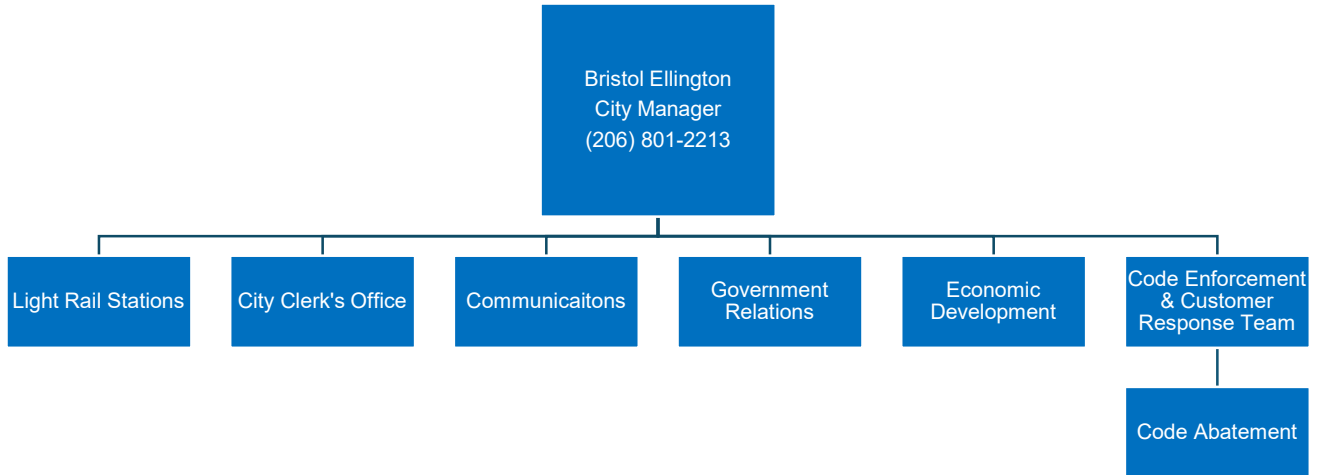 Bristol Ellington
City Manager
(206) 801-2213
Light Rail Stations
City Clerk's Office
Communicaitons
Government
Relations
Economic
Development
Code Enforcement
& Customer
Response Team
Code Abatement